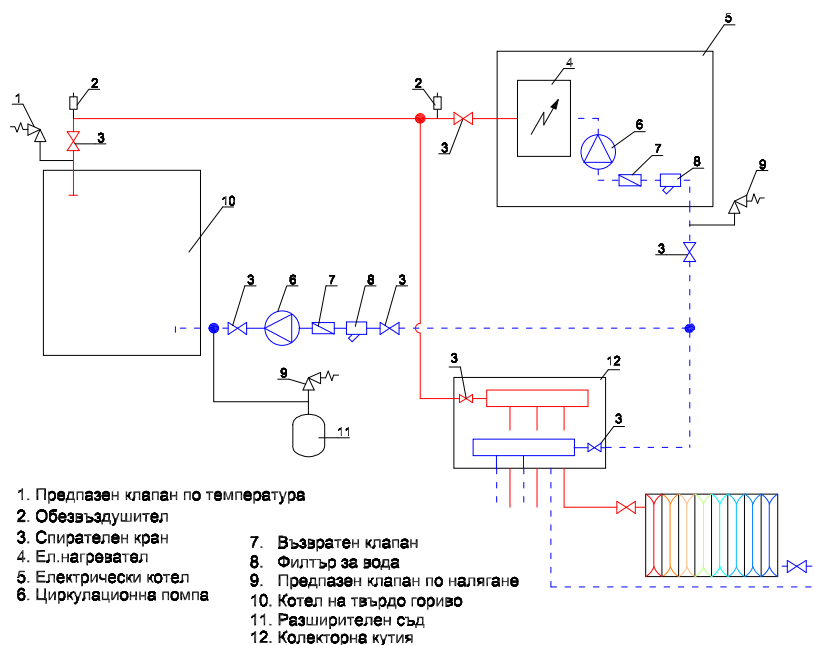 5
2
2
4
1
3
3
6
7
8
9
10
3
3
6
7
8
3
9
11
3
12
3
1. Предпазен клапан по температура
2. Обезвъздушител
3. Спирателен кран
4. Ел.нагревател
5. Електрически котел
6. Циркулационна помпа
7. Възвратен клапан
8. Филтър за вода
9. Предпазен клапан по налягане
10. Котел на твърдо гориво
11. Разширителен съд
12. Колекторна кутия